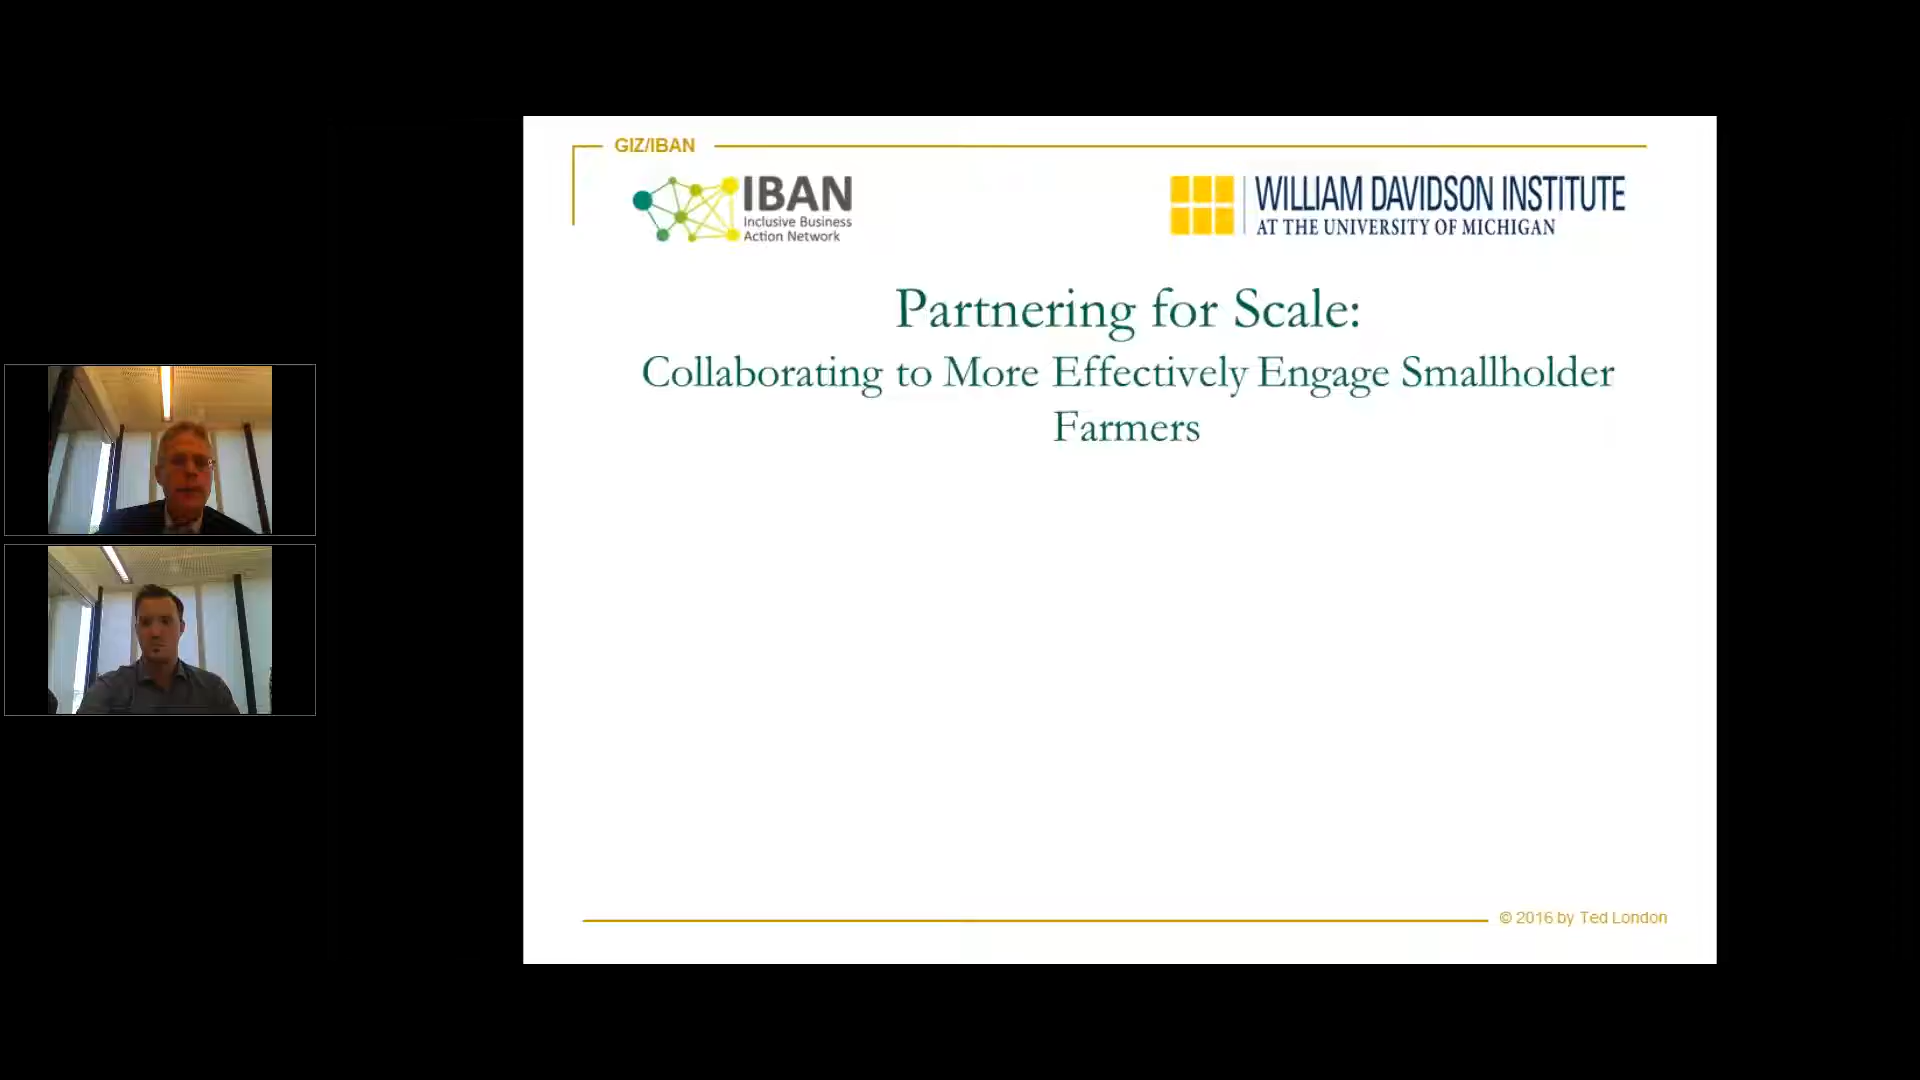 GIZ/IBAN
IBAN
Inclusive Business
Action Network
WILLIAM DAVIDSON INSTITUTE
AT THE UNIVERSITY OF MICHIGAN
Partnering for Scale:
Collaborating to More Effectively Engage Smallholder
Farmers
© 2016 by Ted London